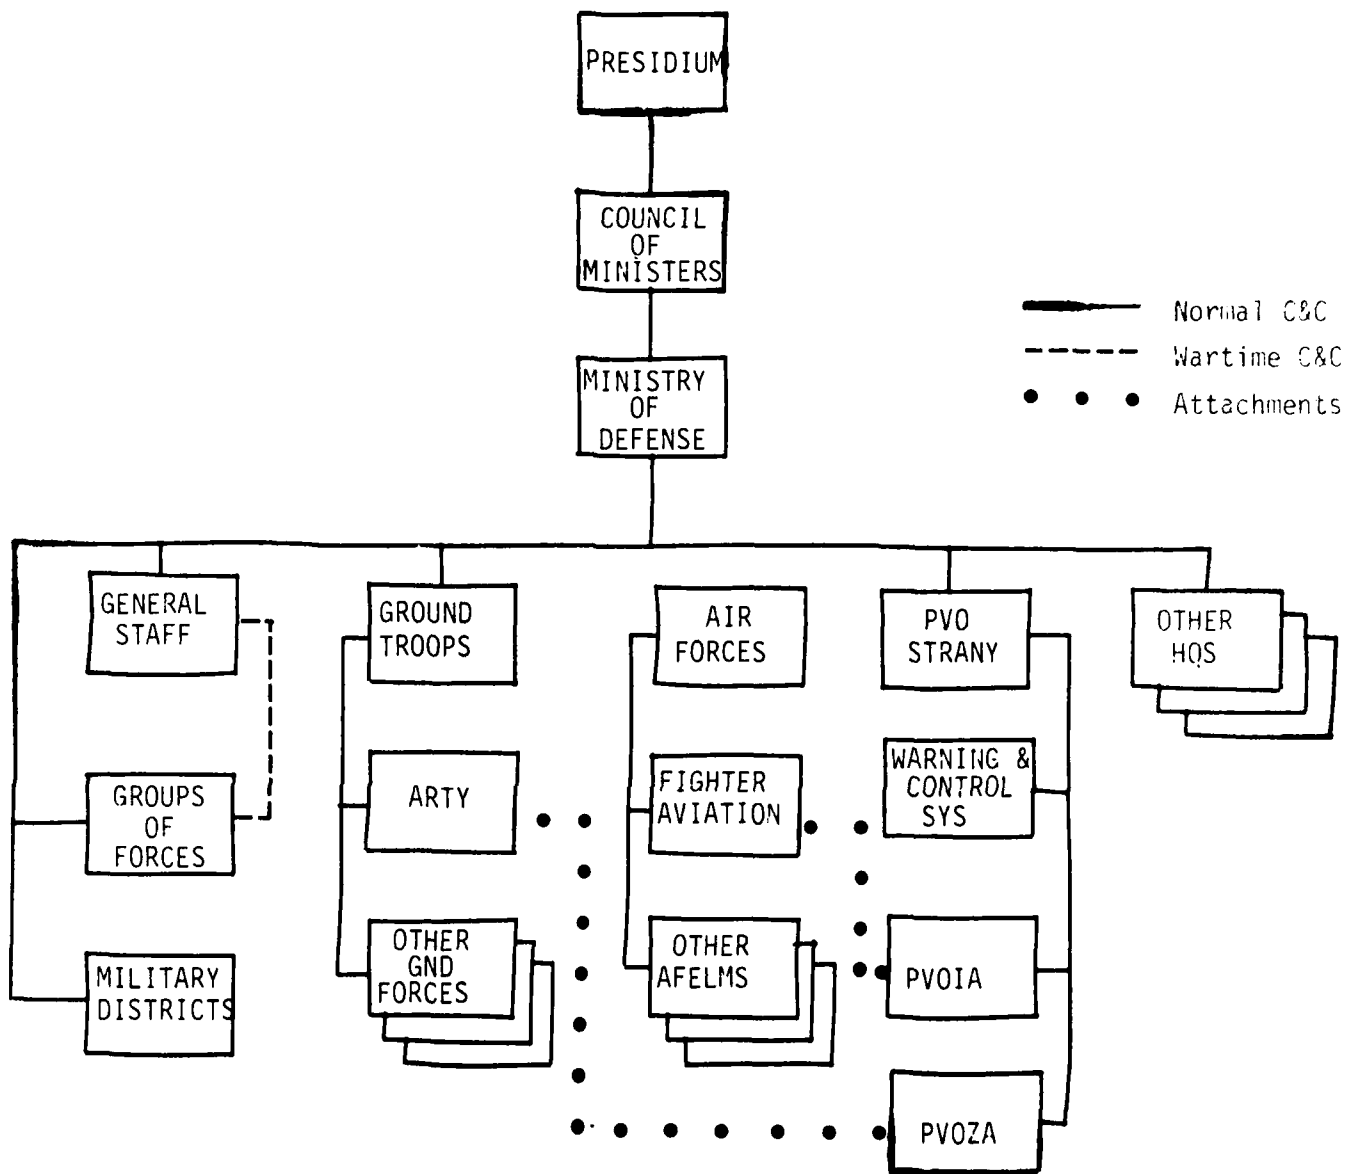 PRESIDIUM
COUNCIL
OF
MINISTERS
MINISTRY
OF
DEFENSE
Normal C&C
Wartime C&C
Attachments
GENERAL
STAFF
GROUPS
OF
FORCES
MILITARY
DISTRICTS
GROUND
TROOPS
ARTY
OTHER
GND
FORCES
AIR
FORCES
FIGHTER
AVIATION
OTHER
AFELMS
PVO
STRANY
WARNING &
CONTROL
SYS
PVOIA
PVOZA
OTHER
HQS